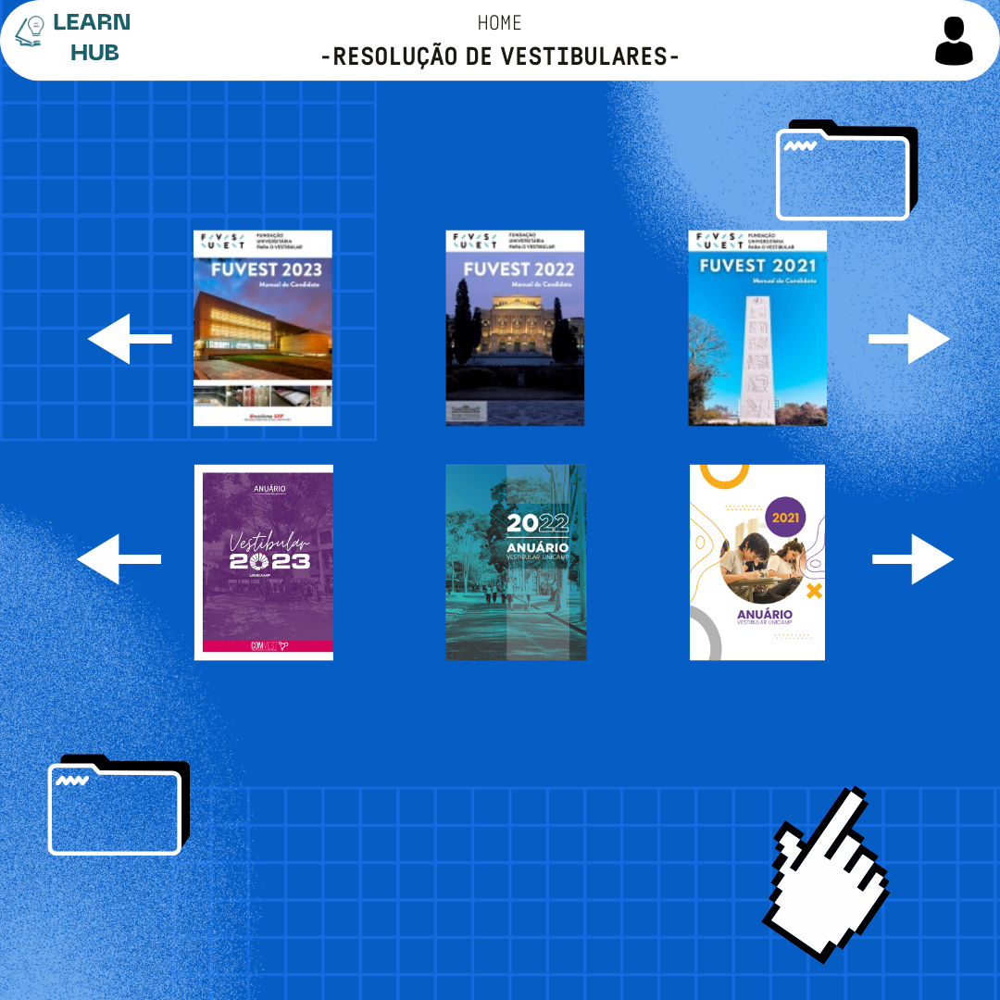 LEARN
HUB
HOME
-RESOLUÇÃO DE VESTIBULARES-
FUVEST
FUNDAÇÃO
UNIVERSITÁRIA
PARA O VESTIBULAR
FUVEST 2023
Manual do Candidato
Brasiliana USP
FUVEST
FUNDAÇÃO
UNIVERSITÁRIA
PARA O VESTIBULAR
FUVEST 2022
Manual do Candidato
FUVEST
FUNDAÇÃO
UNIVERSITÁRIA
PARA O VESTIBULAR
FUVEST 2021
Manual do Candidato
ANUÁRIO
Vestibular
2023
UNICAMP
COMVEST
2022
ANUÁRIO
VESTIBULAR UNICAMP
2021
ANUÁRIO
VESTIBULAR UNICAMP